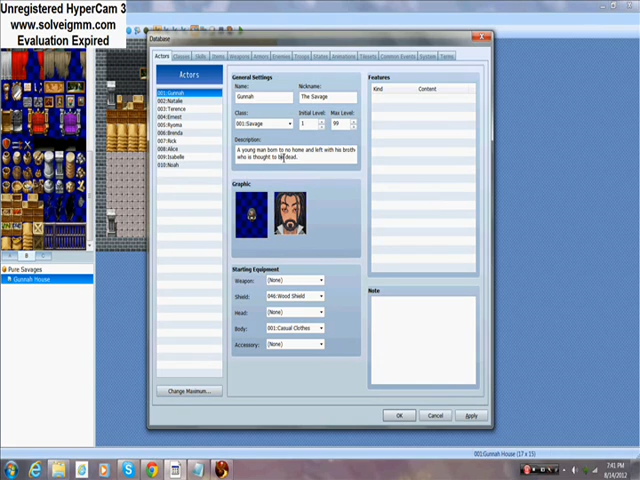 Unregistered HyperCam 3
www.solveigmm.com
Evaluation Expired
Database
Actors Classes Skills Items Weapons Armors Enemies Troops States Animations Tilesets Common Events System Terms
Actors
001:Gunnah
002:Natalie
003:Terence
004:Ernest
005:Ryoma
006:Brenda
007:Rick
008:Alice
009:Isabelle
010:Noah
Change Maximum...
General Settings
Name:
Nickname:
Gunnah
The Savage
Class:
Initial Level:
Max Level:
001:Savage
1
99
Description:
A young man born to no home and left with his broth
who is thought to be dead.
Graphic
Starting Equipment
Weapon:
(None)
Shield:
046:Wood Shield
Head:
(None)
Body:
001:Casual Clothes
Accessory:
(None)
Features
Kind
Content
Note
OK
Cancel
Apply
A
B
C
Pure Savages
Gunnah House
001:Gunnah House (17 x 15)
7:41 PM
8/14/2012